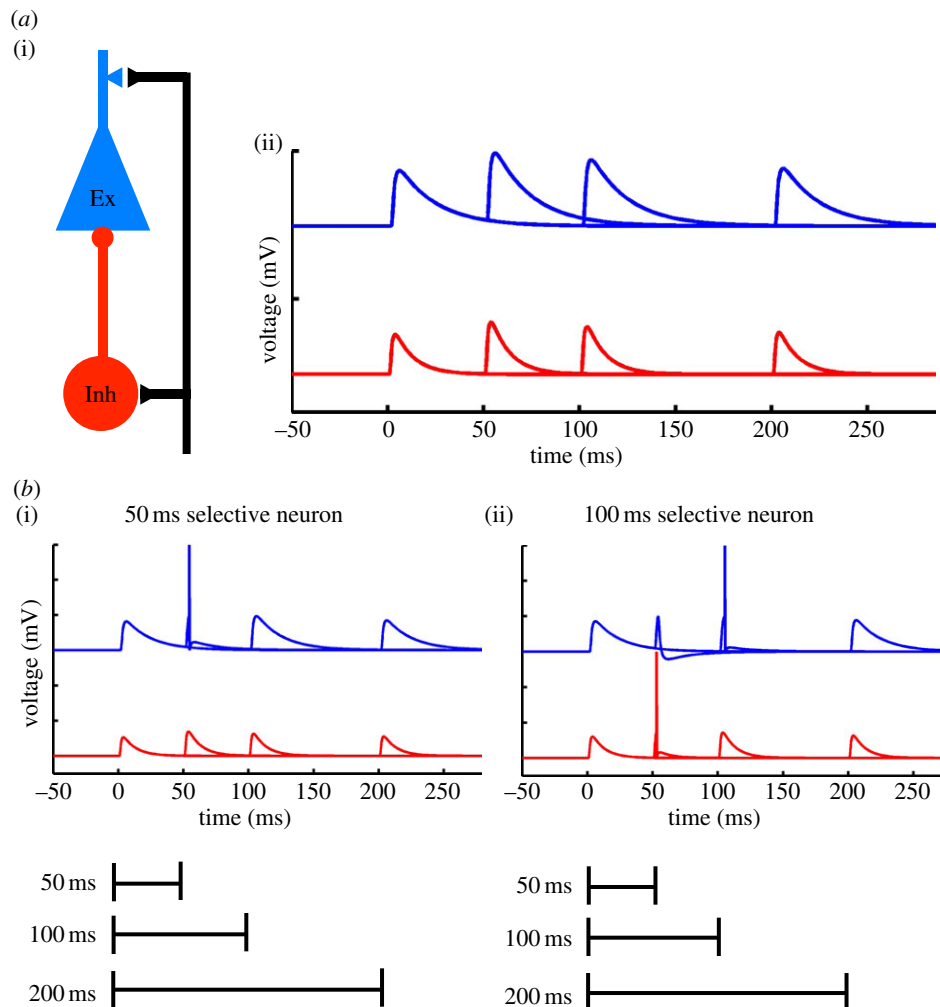 (a)
(i)
Ex
Inh
(ii)
voltage (mV)
–50 0 50 100 150 200 250
time (ms)
(b)
(i) 50 ms selective neuron
voltage (mV)
–50 0 50 100 150 200 250
time (ms)
50 ms
100 ms
200 ms
(ii) 100 ms selective neuron
–50 0 50 100 150 200 250
time (ms)
50 ms
100 ms
200 ms